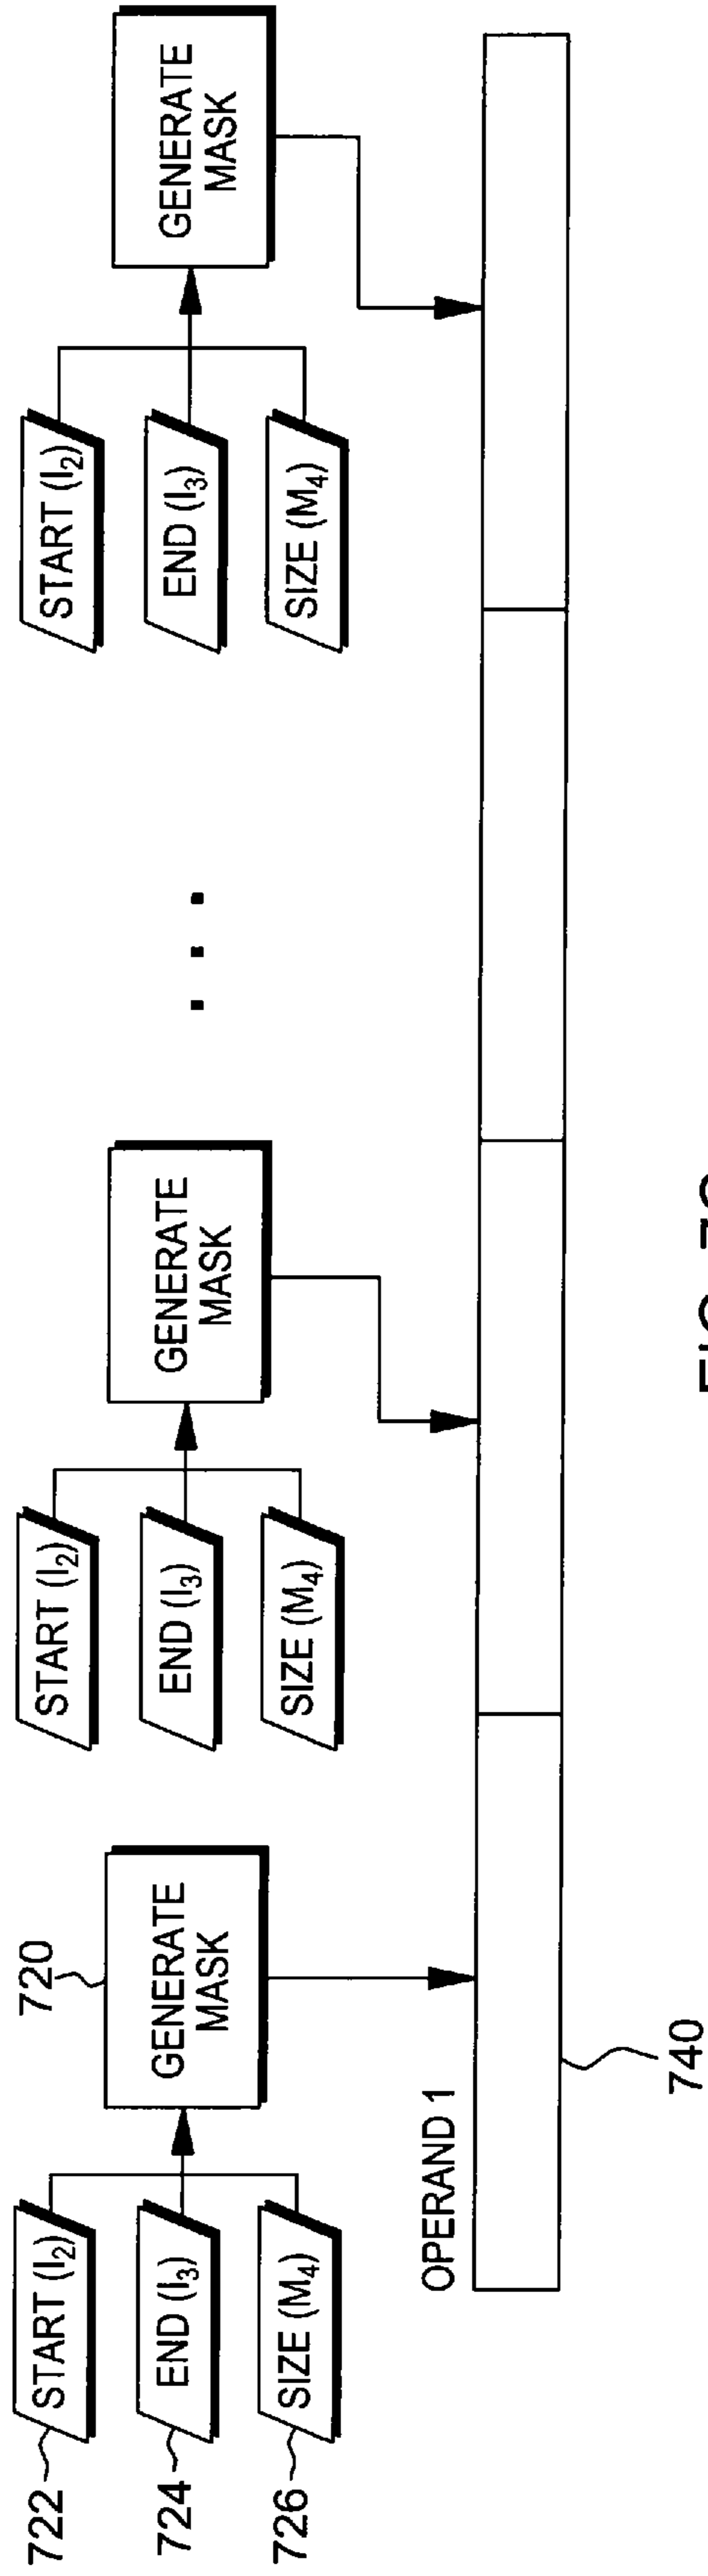 720
722
START (I₂)
724
END (I₃)
726
SIZE (M₄)
GENERATE
MASK
START (I₂)
END (I₃)
SIZE (M₄)
GENERATE
MASK
. . .
START (I₂)
END (I₃)
SIZE (M₄)
GENERATE
MASK
OPERAND 1
740